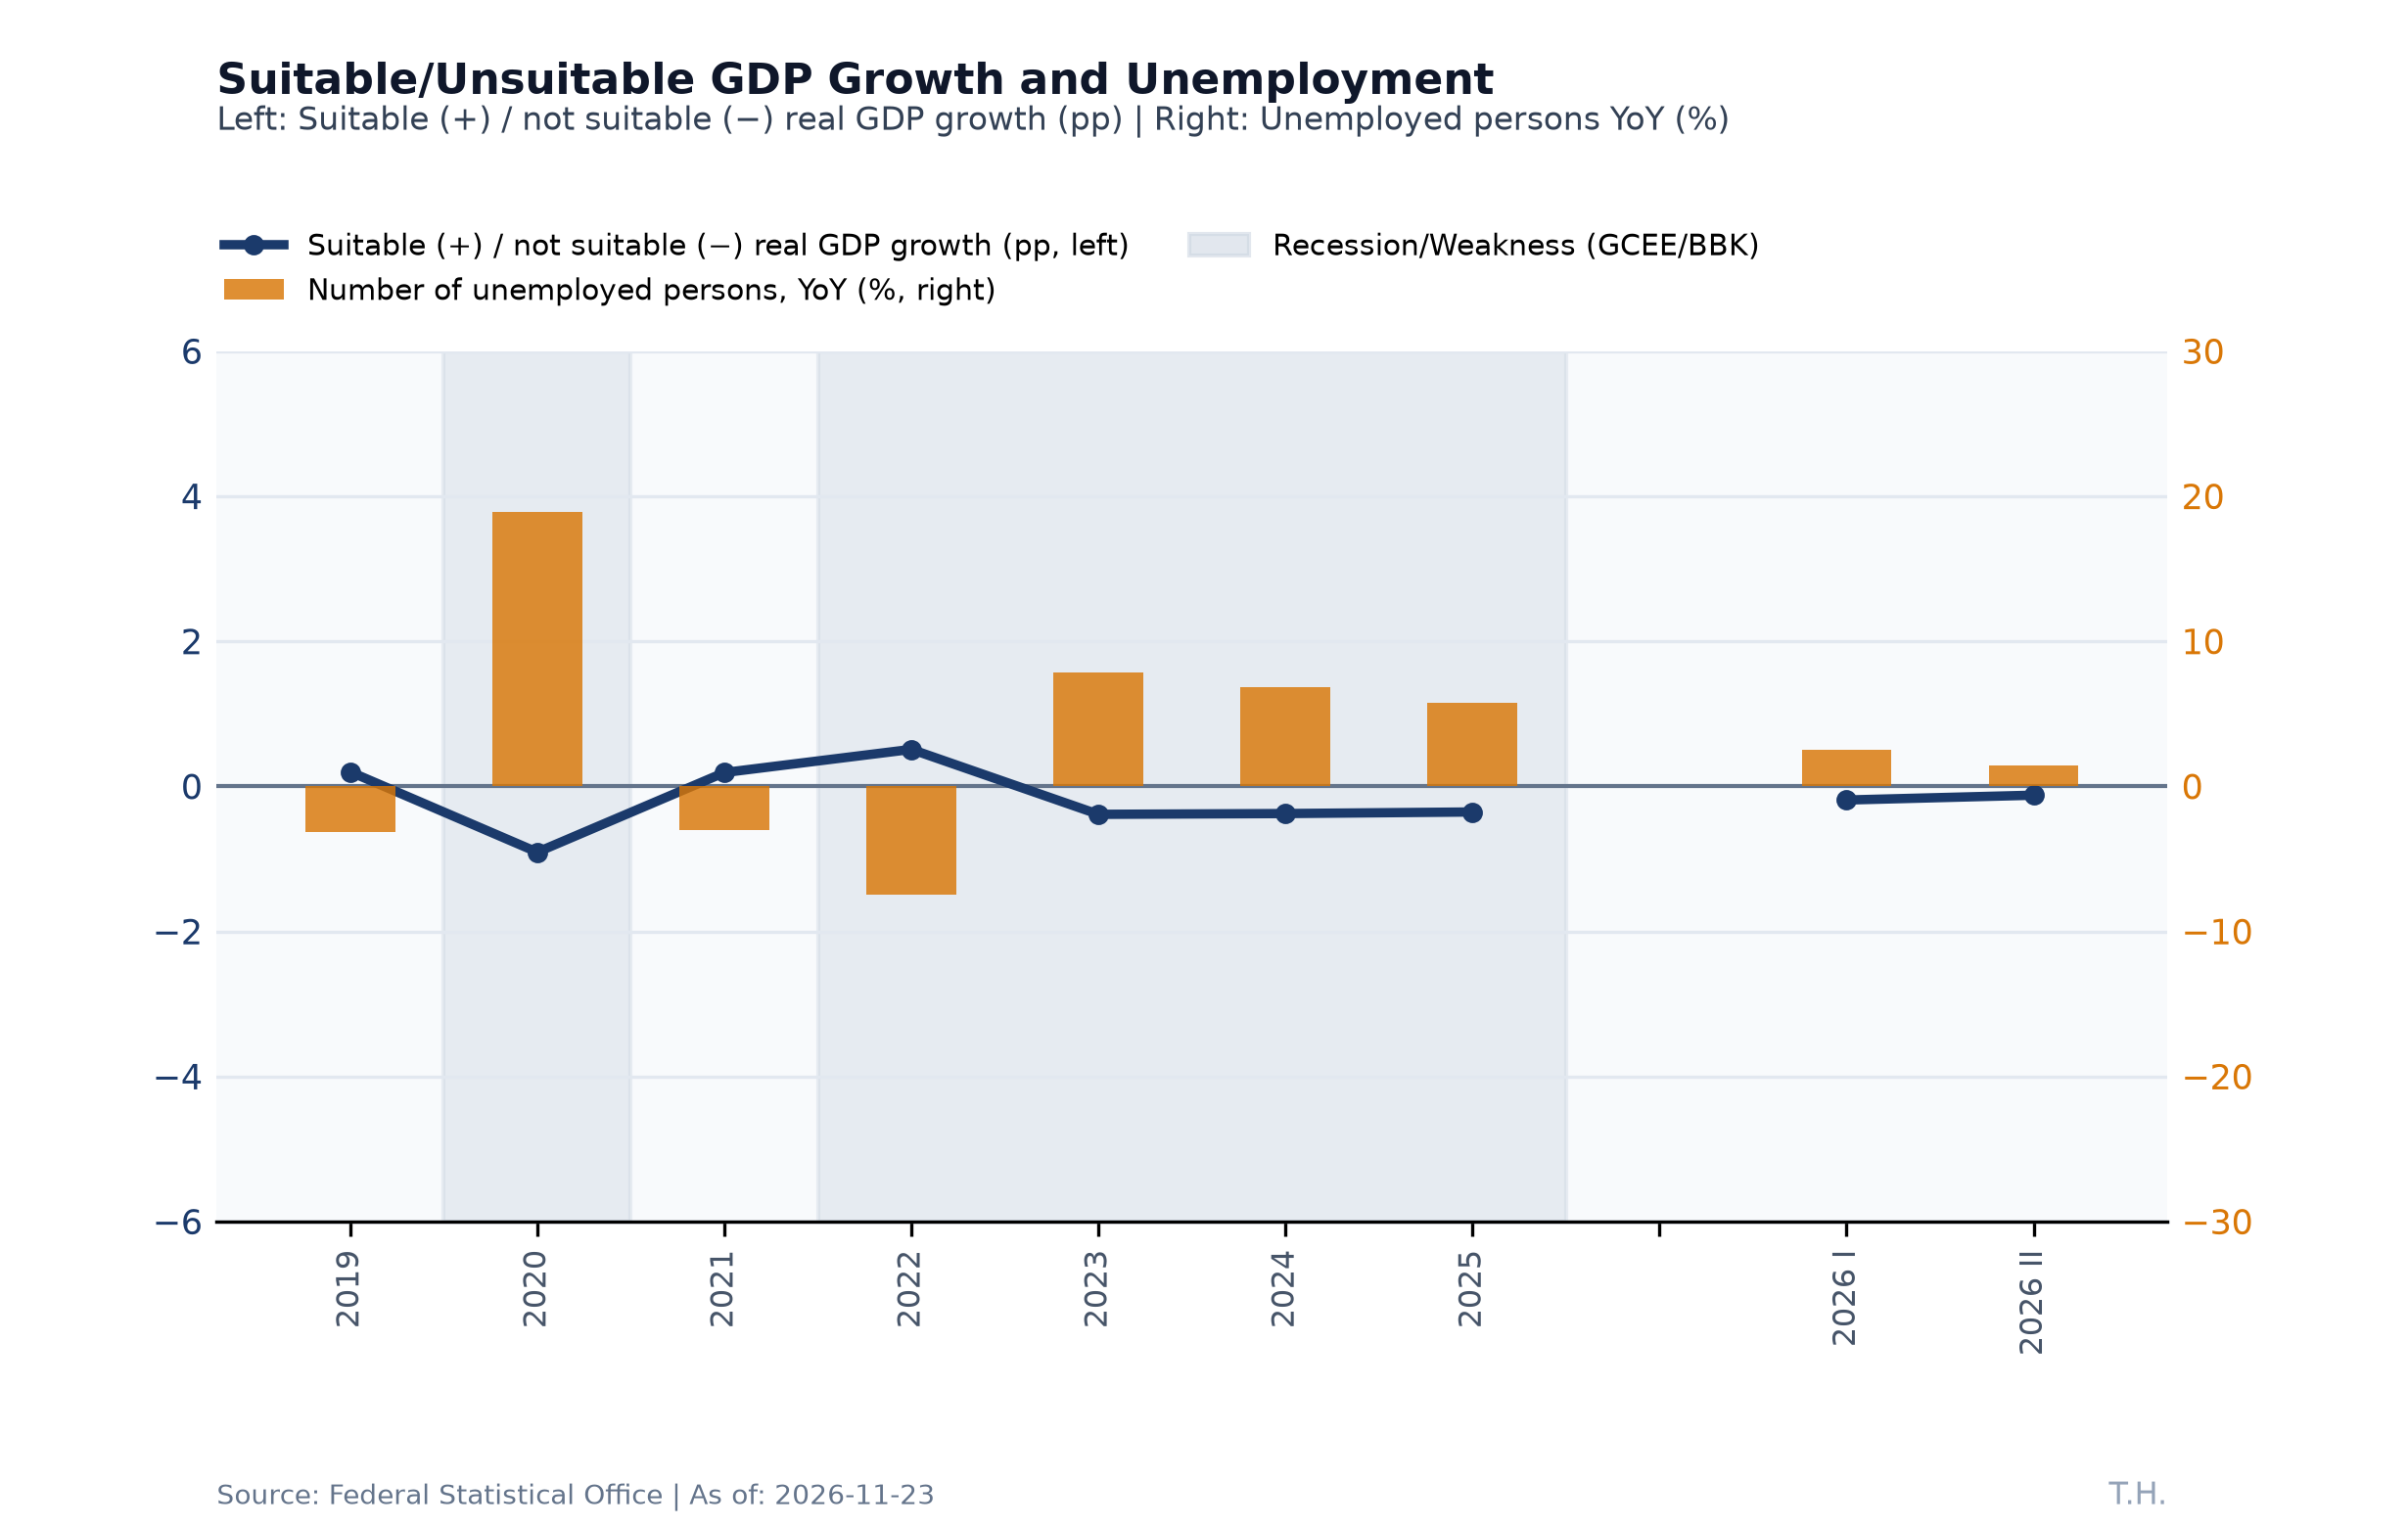 Suitable/Unsuitable GDP Growth and Unemployment
Left: Suitable (+) / not suitable (−) real GDP growth (pp) | Right: Unemployed persons YoY (%)
Suitable (+) / not suitable (−) real GDP growth (pp, left)
Number of unemployed persons, YoY (%, right)
Recession/Weakness (GCEE/BBK)
6
4
2
0
−2
−4
−6
30
20
10
0
−10
−20
−30
2019
2020
2021
2022
2023
2024
2025
2026 I
2026 II
Source: Federal Statistical Office | As of: 2026-11-23
T.H.